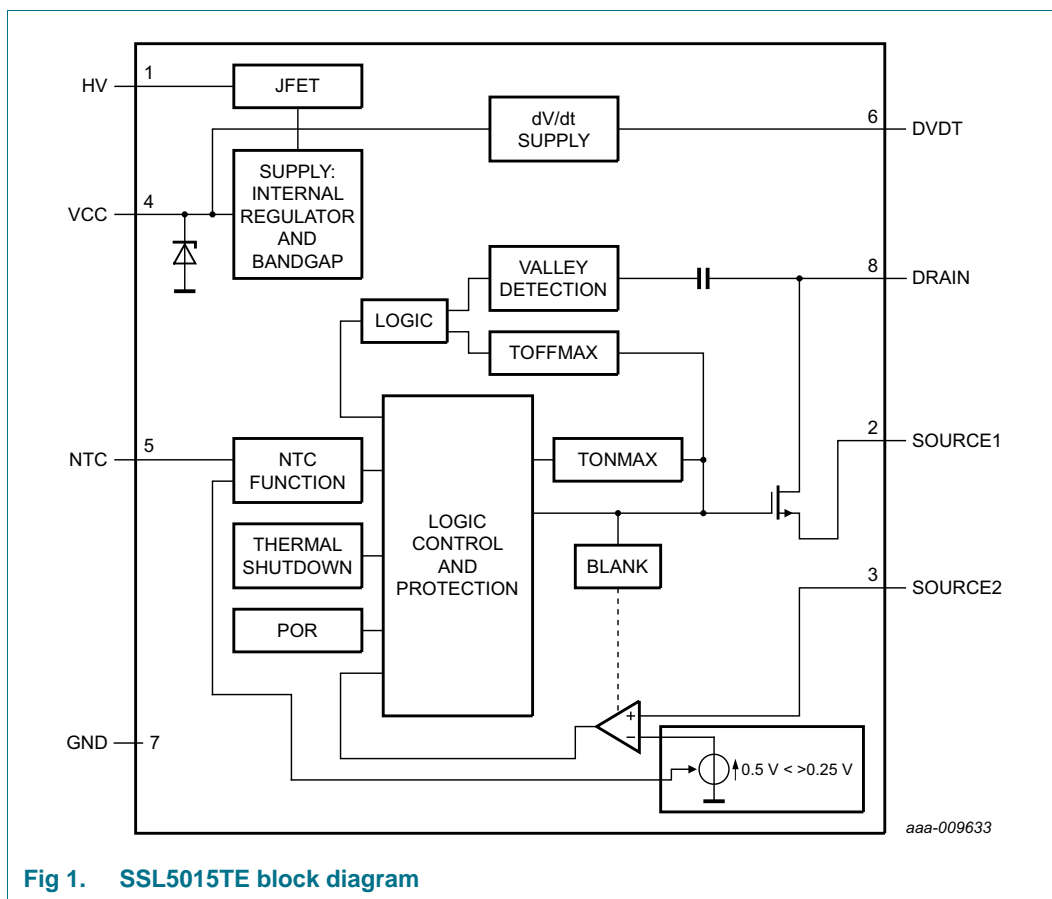 HV
1
JFET
dV/dt
SUPPLY
6
DVDT
SUPPLY:
INTERNAL
REGULATOR
AND
BANDGAP
VCC
4
VALLEY
DETECTION
8
DRAIN
LOGIC
TOFFMAX
2
SOURCE1
NTC
5
NTC
FUNCTION
TONMAX
LOGIC
CONTROL
AND
PROTECTION
THERMAL
SHUTDOWN
BLANK
3
SOURCE2
POR
+
−
GND
7
0.5 V < >0.25 V
aaa-009633
Fig 1. SSL5015TE block diagram